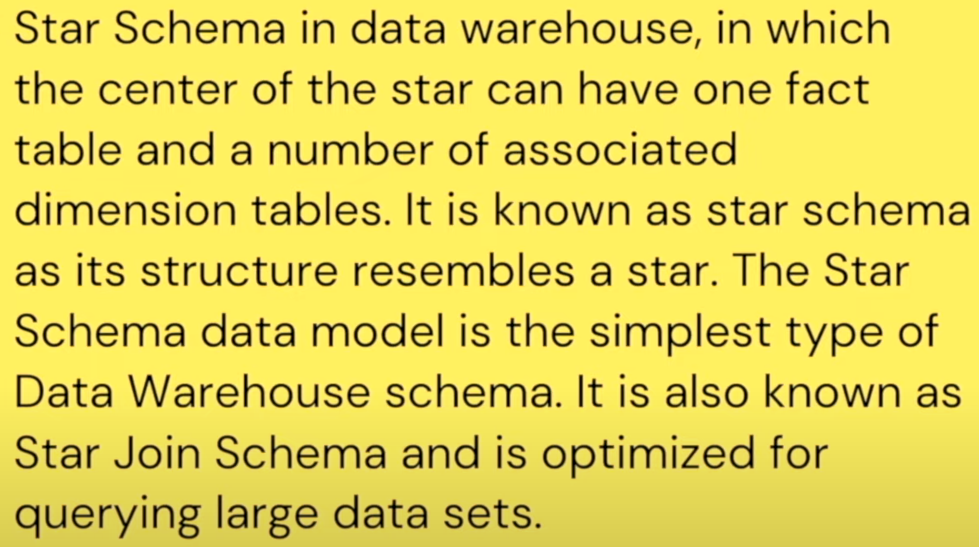 Star Schema in data warehouse, in which
the center of the star can have one fact
table and a number of associated
dimension tables. It is known as star schema
as its structure resembles a star. The Star
Schema data model is the simplest type of
Data Warehouse schema. It is also known as
Star Join Schema and is optimized for
querying large data sets.